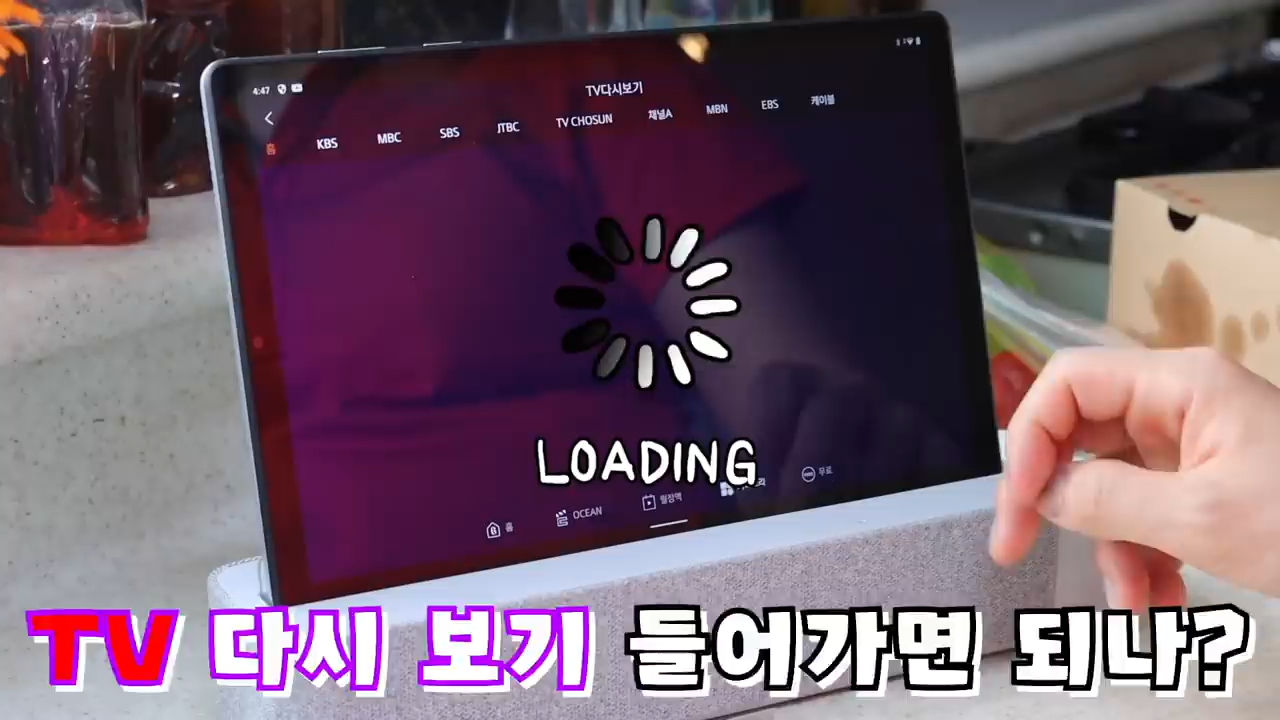 4:47
TV다시보기
홈 KBS MBC SBS JTBC TV CHOSUN 채널A MBN EBS 케이블
LOADING
홈 OCEAN 월정액 무료
TV 다시 보기 들어가면 되나?